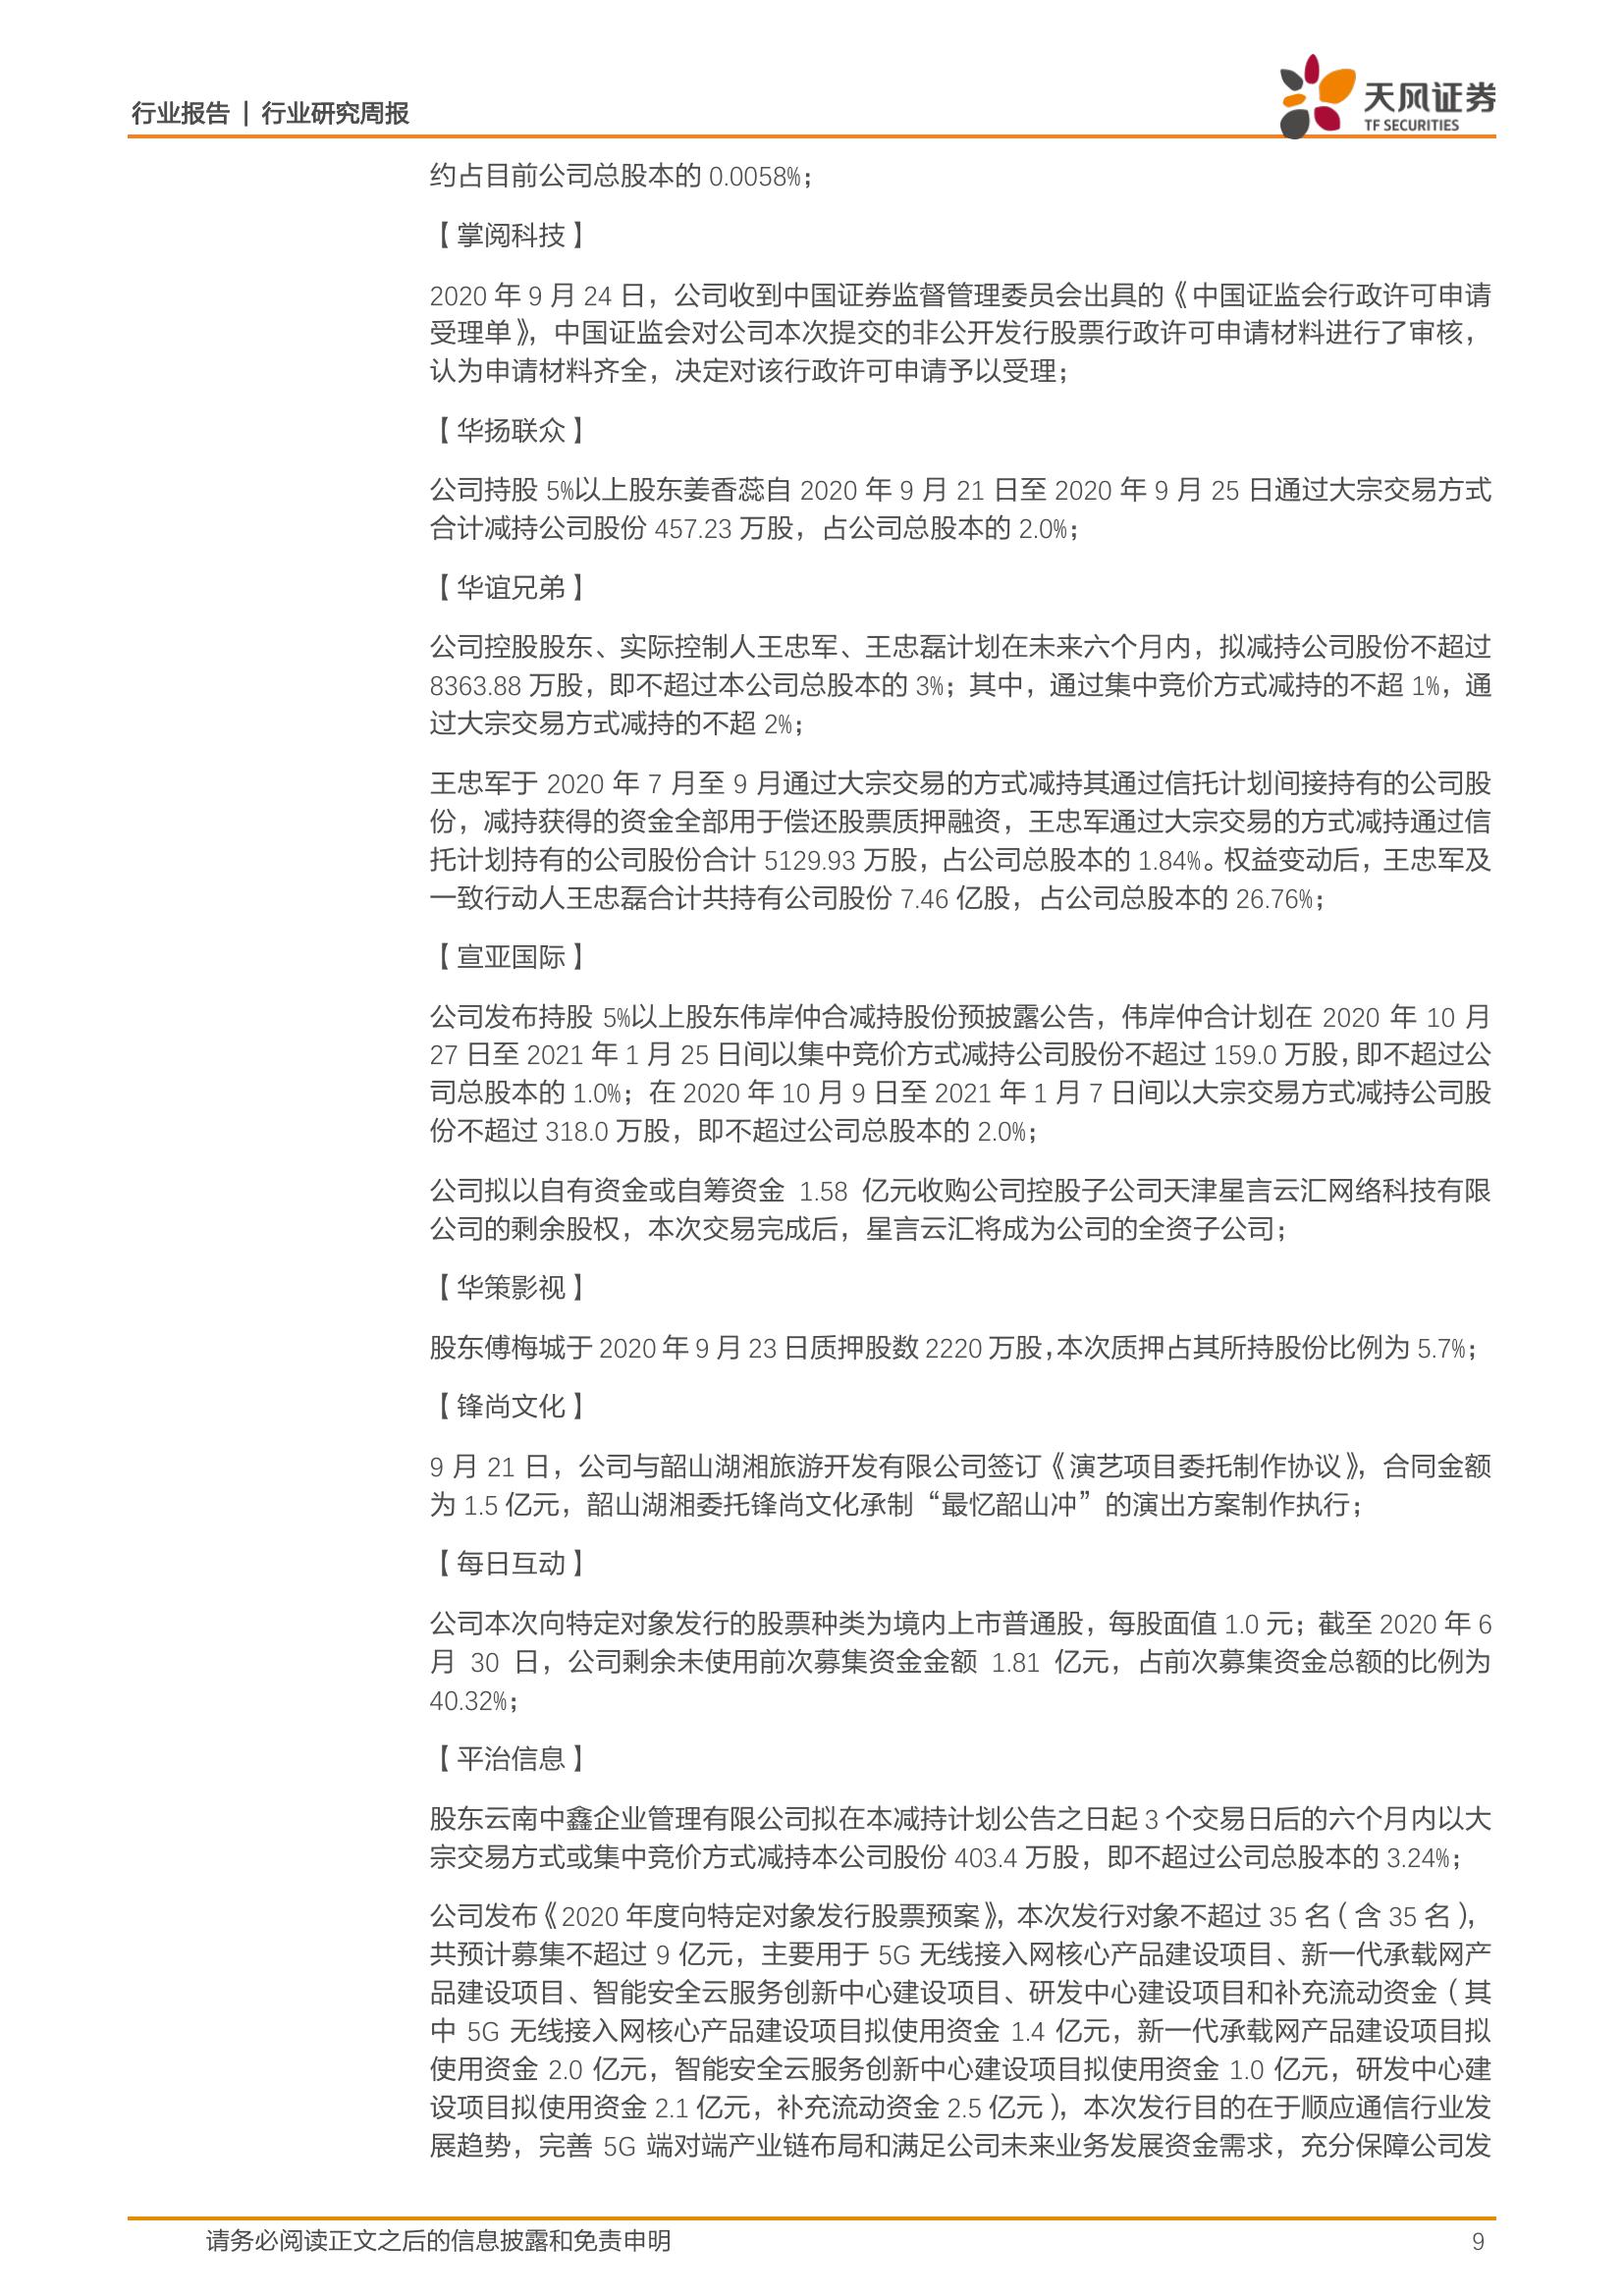 行业报告 | 行业研究周报
天风证券
TF SECURITIES
约占目前公司总股本的 0.0058%；
【掌阅科技】
2020 年 9 月 24 日，公司收到中国证券监督管理委员会出具的《中国证监会行政许可申请
受理单》，中国证监会对公司本次提交的非公开发行股票行政许可申请材料进行了审核，
认为申请材料齐全，决定对该行政许可申请予以受理；
【华扬联众】
公司持股 5%以上股东姜香蕊自 2020 年 9 月 21 日至 2020 年 9 月 25 日通过大宗交易方式
合计减持公司股份 457.23 万股，占公司总股本的 2.0%；
【华谊兄弟】
公司控股股东、实际控制人王忠军、王忠磊计划在未来六个月内，拟减持公司股份不超过
8363.88 万股，即不超过本公司总股本的 3%；其中，通过集中竞价方式减持的不超 1%，通
过大宗交易方式减持的不超 2%；
王忠军于 2020 年 7 月至 9 月通过大宗交易的方式减持其通过信托计划间接持有的公司股
份，减持获得的资金全部用于偿还股票质押融资，王忠军通过大宗交易的方式减持通过信
托计划持有的公司股份合计 5129.93 万股，占公司总股本的 1.84%。权益变动后，王忠军及
一致行动人王忠磊合计共持有公司股份 7.46 亿股，占公司总股本的 26.76%；
【宣亚国际】
公司发布持股 5%以上股东伟岸仲合减持股份预披露公告，伟岸仲合计划在 2020 年 10 月
27 日至 2021 年 1 月 25 日间以集中竞价方式减持公司股份不超过 159.0 万股，即不超过公
司总股本的 1.0%；在 2020 年 10 月 9 日至 2021 年 1 月 7 日间以大宗交易方式减持公司股
份不超过 318.0 万股，即不超过公司总股本的 2.0%；
公司拟以自有资金或自筹资金 1.58 亿元收购公司控股子公司天津星言云汇网络科技有限
公司的剩余股权，本次交易完成后，星言云汇将成为公司的全资子公司；
【华策影视】
股东傅梅城于 2020 年 9 月 23 日质押股数 2220 万股，本次质押占其所持股份比例为 5.7%；
【锋尚文化】
9 月 21 日，公司与韶山湖湘旅游开发有限公司签订《演艺项目委托制作协议》，合同金额
为 1.5 亿元，韶山湖湘委托锋尚文化承制“最忆韶山冲”的演出方案制作执行；
【每日互动】
公司本次向特定对象发行的股票种类为境内上市普通股，每股面值 1.0 元；截至 2020 年 6
月 30 日，公司剩余未使用前次募集资金金额 1.81 亿元，占前次募集资金总额的比例为
40.32%；
【平治信息】
股东云南中鑫企业管理有限公司拟在本减持计划公告之日起 3 个交易日后的六个月内以大
宗交易方式或集中竞价方式减持本公司股份 403.4 万股，即不超过公司总股本的 3.24%；
公司发布《2020 年度向特定对象发行股票预案》，本次发行对象不超过 35 名（含 35 名），
共预计募集不超过 9 亿元，主要用于 5G 无线接入网核心产品建设项目、新一代承载网产
品建设项目、智能安全云服务创新中心建设项目、研发中心建设项目和补充流动资金（其
中 5G 无线接入网核心产品建设项目拟使用资金 1.4 亿元，新一代承载网产品建设项目拟
使用资金 2.0 亿元，智能安全云服务创新中心建设项目拟使用资金 1.0 亿元，研发中心建
设项目拟使用资金 2.1 亿元，补充流动资金 2.5 亿元），本次发行目的在于顺应通信行业发
展趋势，完善 5G 端对端产业链布局和满足公司未来业务发展资金需求，充分保障公司发
请务必阅读正文之后的信息披露和免责申明
9